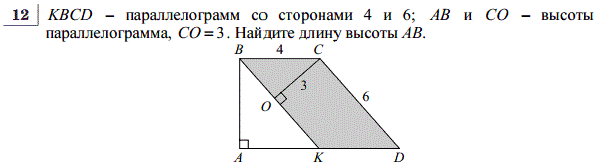 12 KBCD – параллелограмм со сторонами 4 и 6; AB и CO – высоты
параллелограмма, CO = 3. Найдите длину высоты AB.
B 4 C
3 6
O
A K D